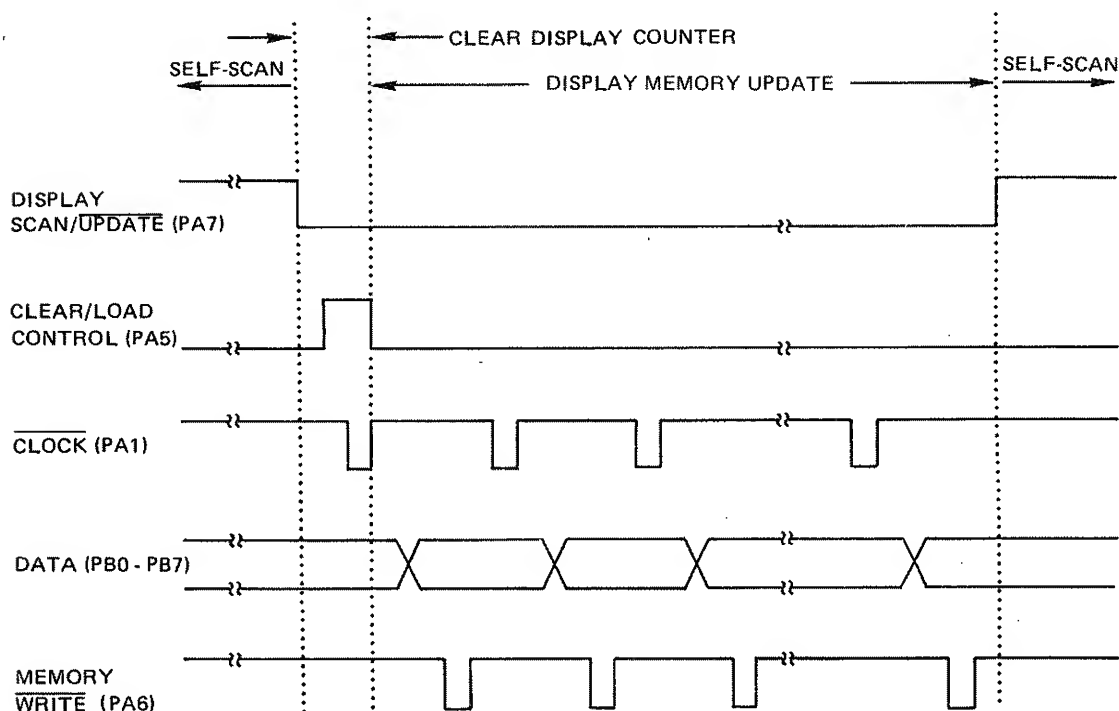 CLEAR DISPLAY COUNTER
SELF-SCAN
DISPLAY MEMORY UPDATE
SELF-SCAN
DISPLAY
SCAN/UPDATE (PA7)
CLEAR/LOAD
CONTROL (PA5)
CLOCK (PA1)
DATA (PB0 - PB7)
MEMORY
WRITE (PA6)